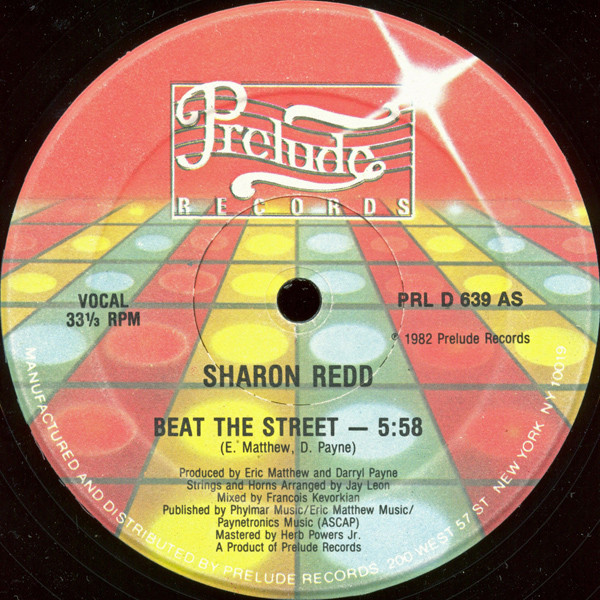 Prelude
RECORDS
VOCAL
33⅓ RPM
PRL D 639 AS
℗ 1982 Prelude Records
SHARON REDD
BEAT THE STREET — 5:58
(E. Matthew, D. Payne)
Produced by Eric Matthew and Darryl Payne
Strings and Horns Arranged by Jay Leon
Mixed by Francois Kevorkian
Published by Phylmar Music/Eric Matthew Music/
Paynetronics Music (ASCAP)
Mastered by Herb Powers Jr.
A Product of Prelude Records
MANUFACTURED AND DISTRIBUTED BY PRELUDE RECORDS, 200 WEST 57 ST. NEW YORK, NY 10019